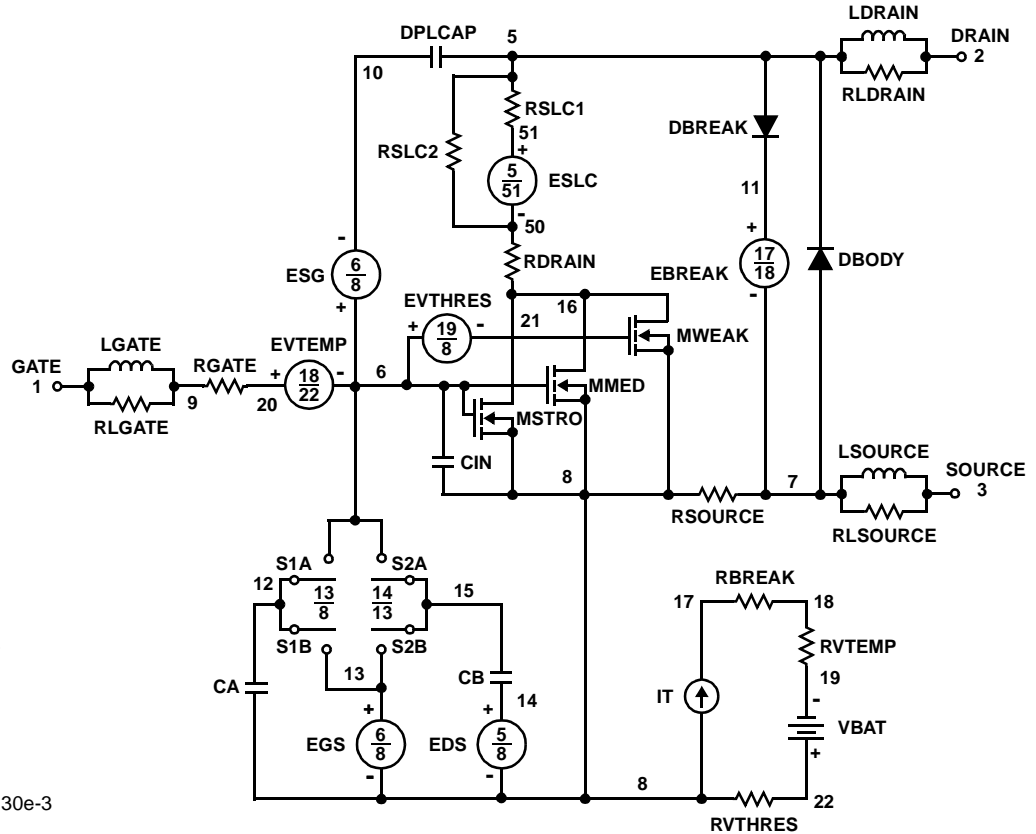 LDRAIN
DPLCAP 5 DRAIN
10 2
RLDRAIN
RSLC1
DBREAK
51
+
RSLC2
5
51
ESLC
11
-
50
+
-
RDRAIN
17
18
6
8
ESG
EBREAK
DBODY
+
EVTHRES
16
-
+ 19
8
- 21
MWEAK
LGATE
EVTEMP
GATE RGATE
1
+ 18
22
- 6
MMED
9 20
MSTRO
RLGATE
LSOURCE
CIN
8 7 SOURCE
3
RSOURCE
RLSOURCE
S1A S2A
12 13
8
14
13
15
RBREAK
17 18
S1B S2B
RVTEMP
13 CB
CA 19
14 IT -
+ +
VBAT
EGS 6
8
EDS 5
8
+
- -
8
22
30e-3
RVTHRES